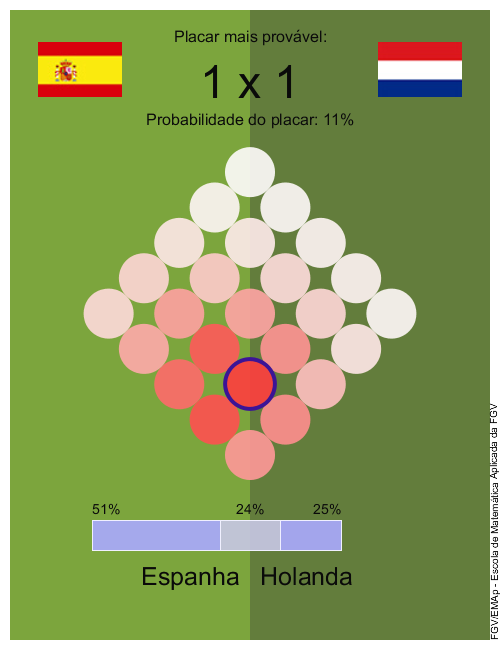 Placar mais provável:
1 x 1
Probabilidade do placar: 11%
51% 24% 25%
Espanha Holanda
FGV/EMAp - Escola de Matemática Aplicada da FGV